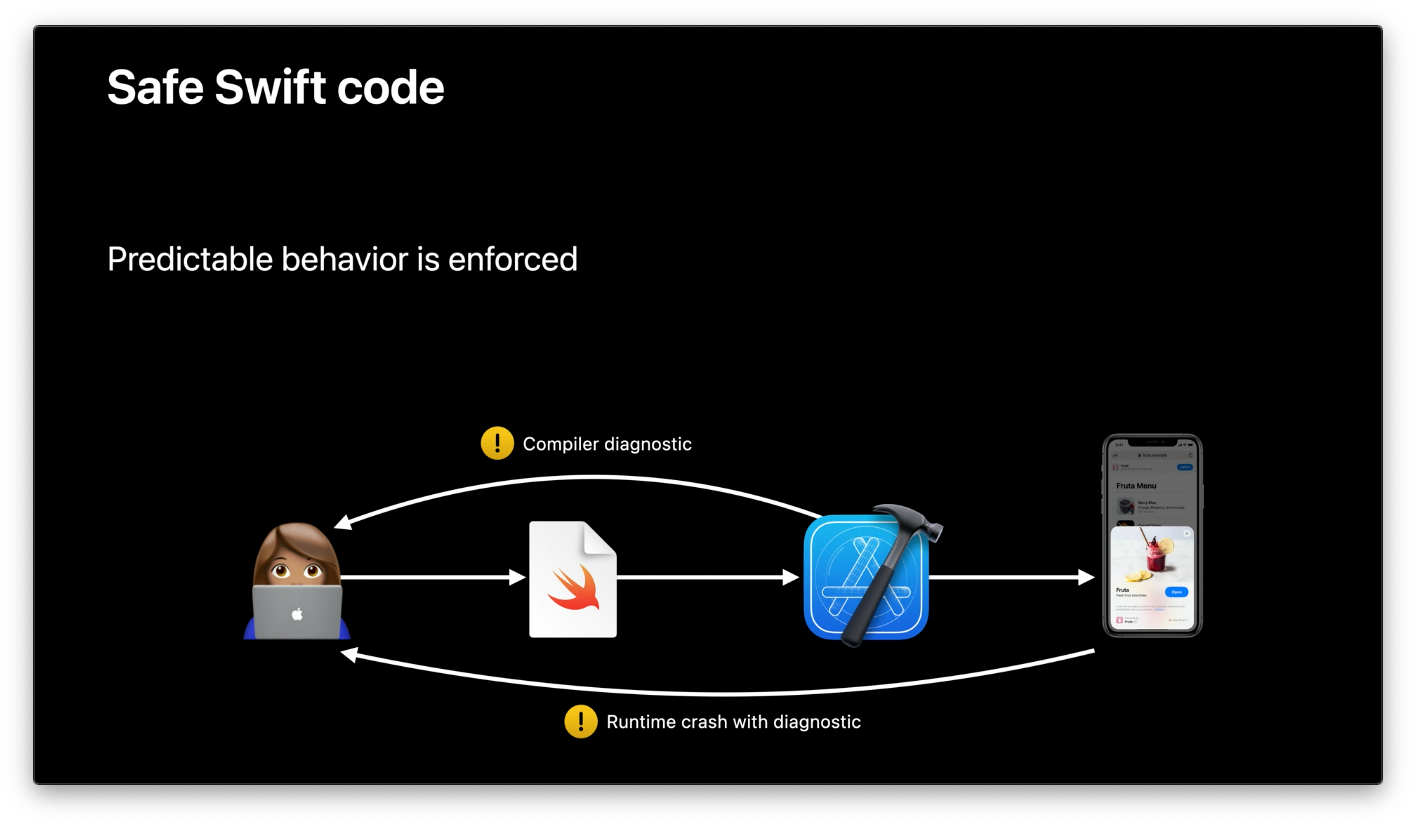 Safe Swift code
Predictable behavior is enforced
Compiler diagnostic
Fruta Menu
Fruta
Open
Runtime crash with diagnostic